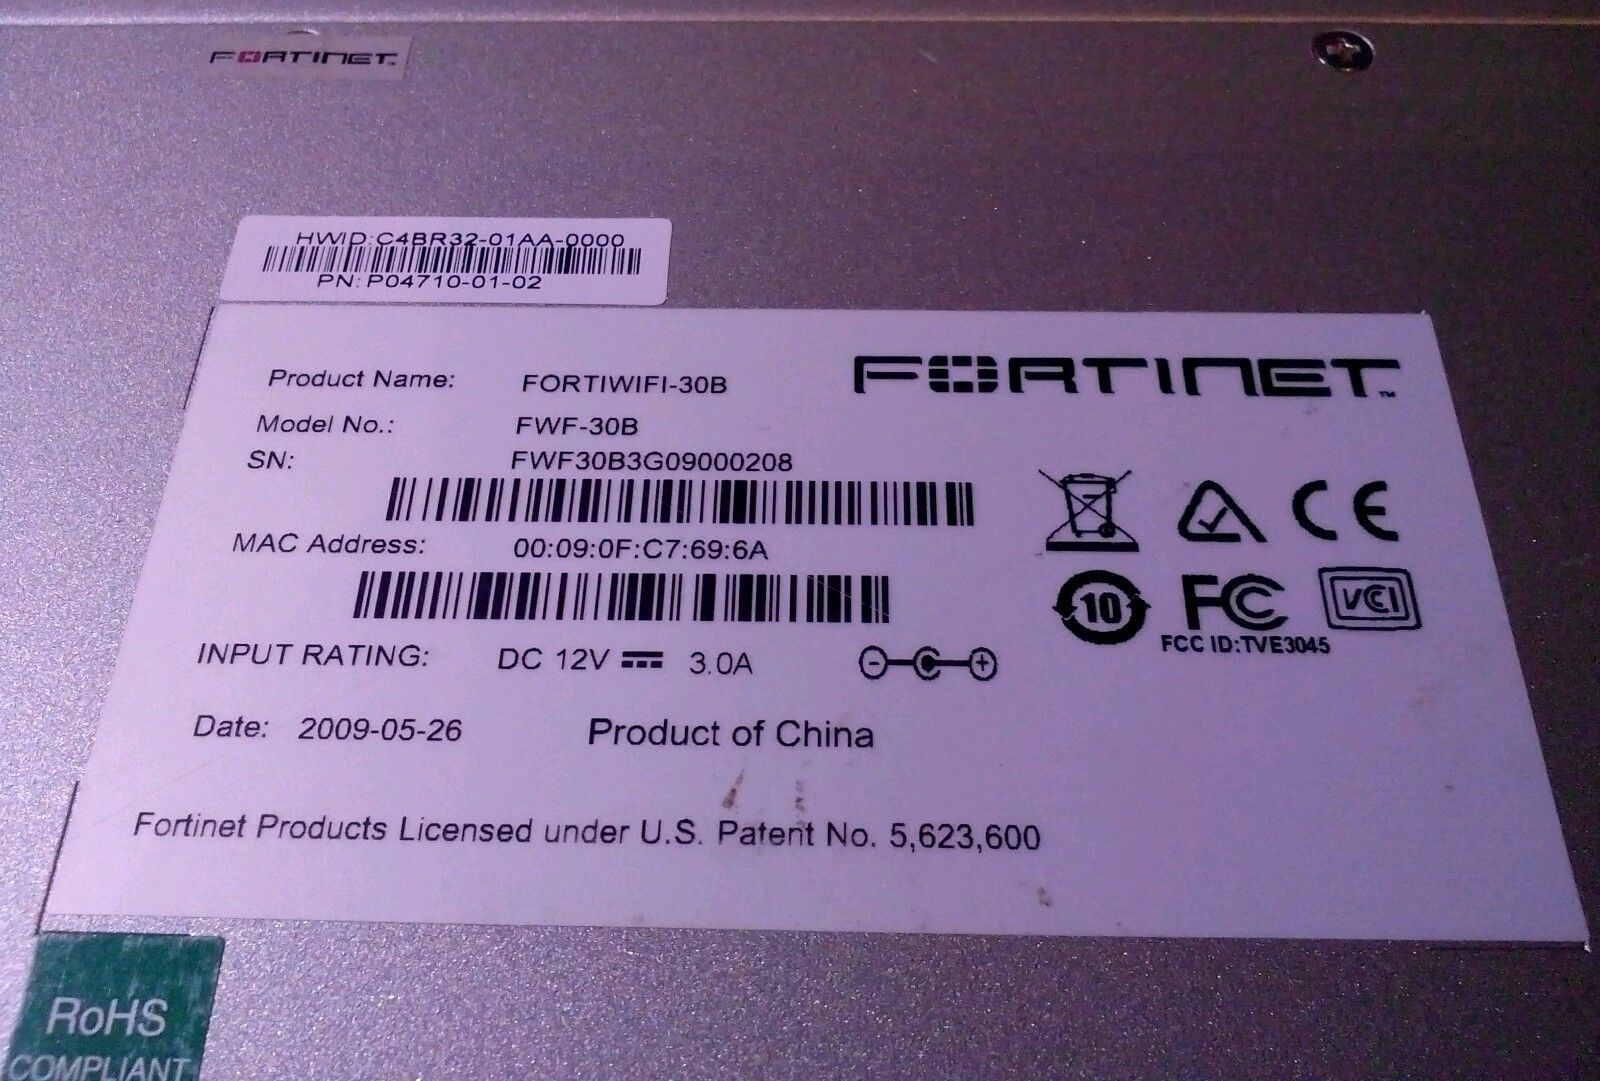 FORTINET
HWID:C4BR32-01AA-0000
PN:P04710-01-02
FORTINET™
Product Name: FORTIWIFI-30B
Model No.: FWF-30B
SN: FWF30B3G09000208
MAC Address: 00:09:0F:C7:69:6A
INPUT RATING: DC 12V 3.0A
- +
CE
10 FC VCCI
FCC ID:TVE3045
Date: 2009-05-26 Product of China
Fortinet Products Licensed under U.S. Patent No. 5,623,600
RoHS
COMPLIANT